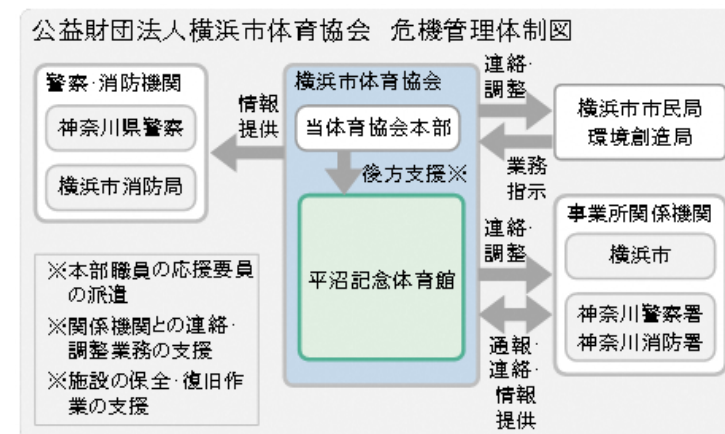 公益財団法人横浜市体育協会　危機管理体制図
警察・消防機関
神奈川県警察
横浜市消防局
情報
提供
横浜市体育協会
当体育協会本部
後方支援※
平沼記念体育館
連絡・
調整
業務
指示
横浜市市民局
環境創造局
連絡・
調整
通報・
連絡・
情報
提供
事業所関係機関
横浜市
神奈川警察署
神奈川消防署
※本部職員の応援要員
の派遣
※関係機関との連絡・
調整業務の支援
※施設の保全・復旧作
業の支援